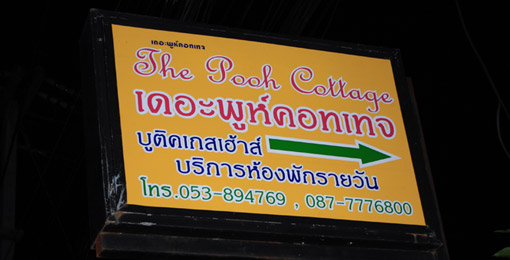 เดอะพูห์คอทเทจ
The Pooh Cottage
เดอะพูห์คอทเทจ
บูติคเกสเฮ้าส์
บริการห้องพักรายวัน
โทร.053-894769 , 087-7776800